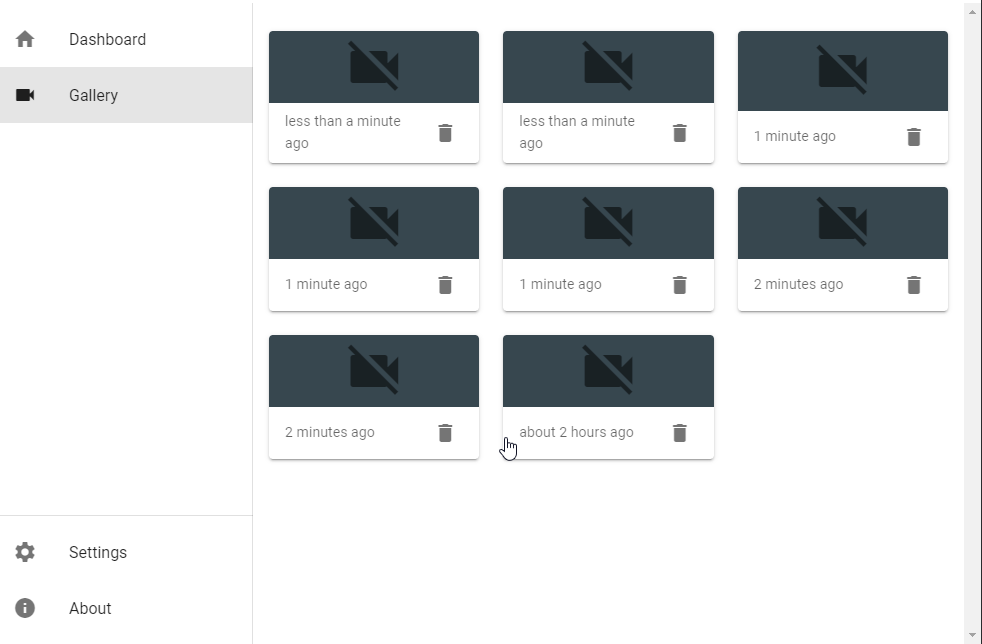 Dashboard
Gallery
Settings
About
less than a minute
ago
less than a minute
ago
1 minute ago
1 minute ago
1 minute ago
2 minutes ago
2 minutes ago
about 2 hours ago